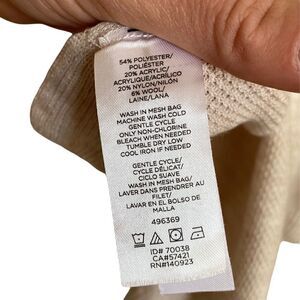 54% POLYESTER/
POLIÉSTER
20% ACRYLIC/
ACRYLIQUE/ACRÍLICO
20% NYLON/NILÓN
6% WOOL/
LAINE/LANA
WASH IN MESH BAG
MACHINE WASH COLD
GENTLE CYCLE
ONLY NON-CHLORINE
BLEACH WHEN NEEDED
TUMBLE DRY LOW
COOL IRON IF NEEDED
GENTLE CYCLE/
CYCLE DÉLICAT/
CICLO SUAVE
WASH IN MESH BAG/
LAVER DANS PRENDRER AU
FILET/
LAVAR EN EL BOLSO DE
MALLA
496369
ID# 70038
CA#57421
RN#140923